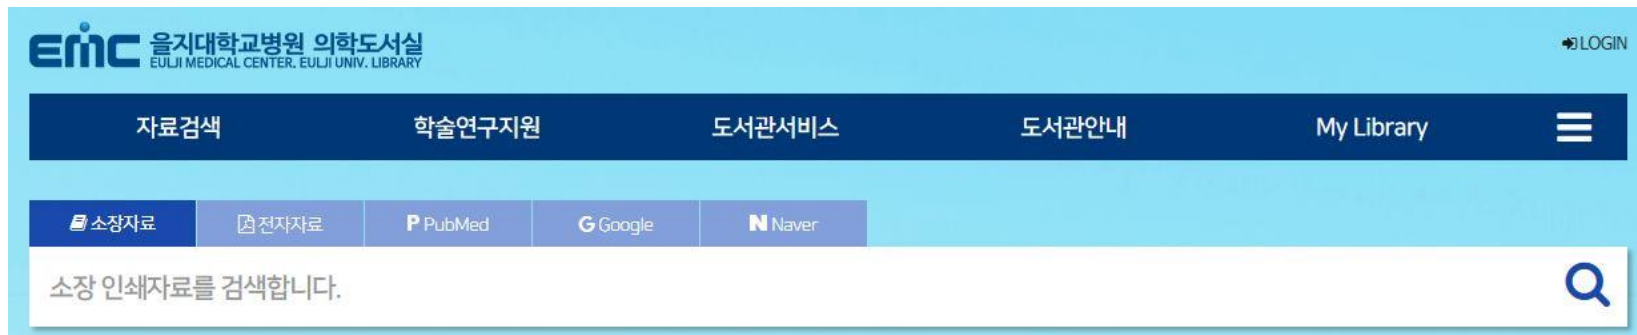 emc 을지대학교병원 의학도서실
EULJI MEDICAL CENTER. EULJI UNIV. LIBRARY
LOGIN
자료검색 학술연구지원 도서관서비스 도서관안내 My Library
소장자료 전자자료 P PubMed G Google N Naver
소장 인쇄자료를 검색합니다.